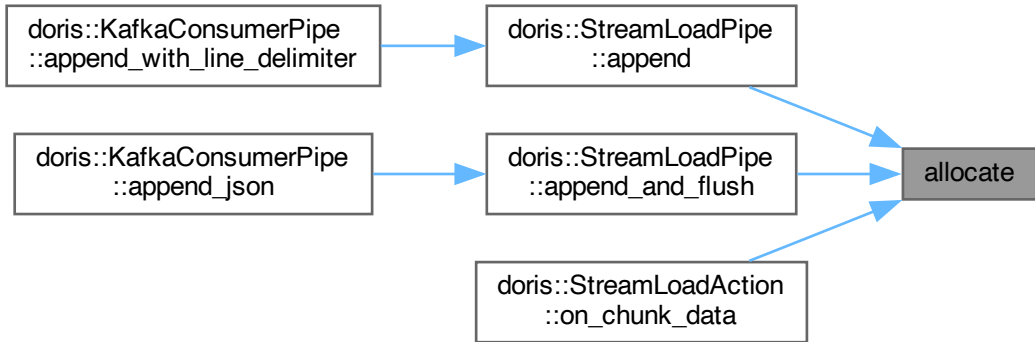 doris::KafkaConsumerPipe
::append_with_line_delimiter
doris::StreamLoadPipe
::append
doris::KafkaConsumerPipe
::append_json
doris::StreamLoadPipe
::append_and_flush
allocate
doris::StreamLoadAction
::on_chunk_data